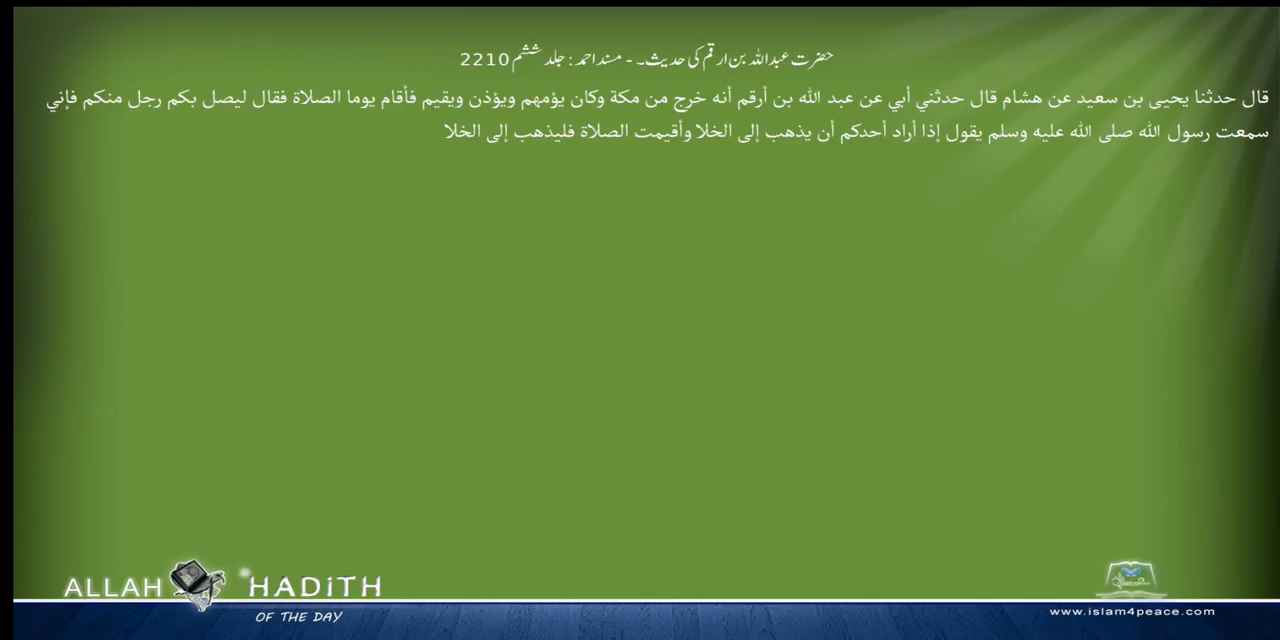 حضرت عبداللہ بن ارقم کی حدیث۔ - مسند احمد : جلد ششم 2210
قال حدثنا يحيى بن سعيد عن هشام قال حدثني أبي عن عبد الله بن أرقم أنه خرج من مكة وكان يؤمهم ويؤذن ويقيم فأقام يوما الصلاة فقال ليصل بكم رجل منكم فإني
سمعت رسول الله صلى الله عليه وسلم يقول إذا أراد أحدكم أن يذهب إلى الخلا وأقيمت الصلاة فليذهب إلى الخلا
ALLAH HADiTH
OF THE DAY
www.islam4peace.com